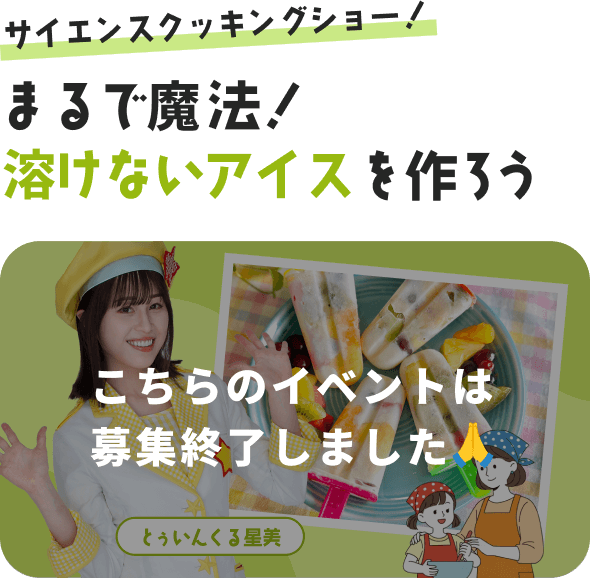 サイエンスクッキングショー!
まるで魔法!
溶けないアイスを作ろう
こちらのイベントは
募集終了しました🙏
とぅいんくる星美